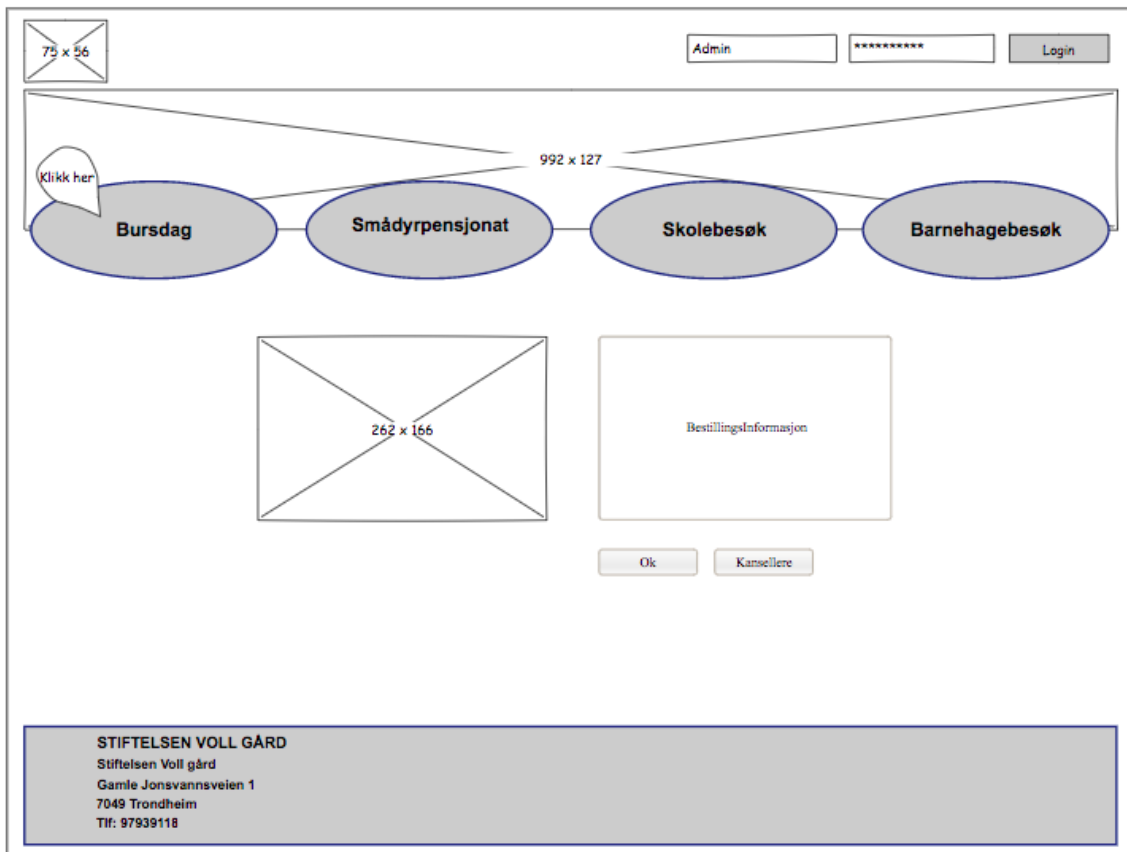 75 x 56
Admin
**********
Login
992 x 127
Klikk her
Bursdag
Smådyrpensjonat
Skolebesøk
Barnehagebesøk
262 x 166
BestillingsInformasjon
Ok
Kansellere
STIFTELSEN VOLL GÅRD
Stiftelsen Voll gård
Gamle Jonsvannsveien 1
7049 Trondheim
Tlf: 97939118